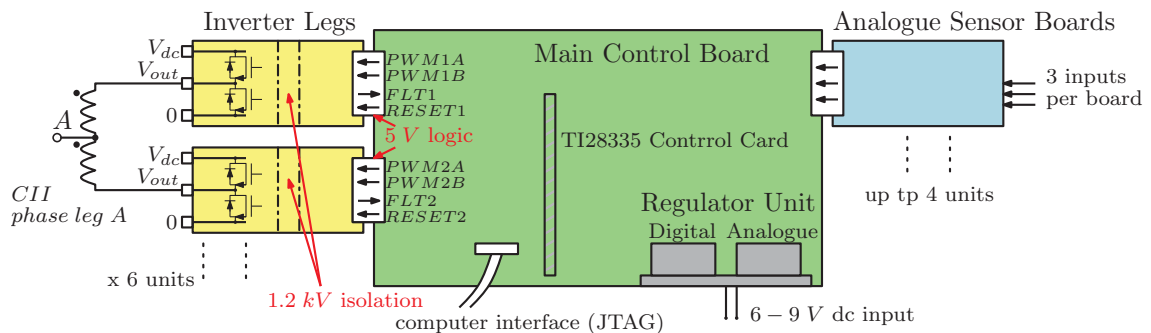 Inverter Legs
Analogue Sensor Boards
Main Control Board
V_dc
V_out
0
PWM1A
PWM1B
FLT1
RESET1
3 inputs
per board
A
5 V logic
TI28335 Contrrol Card
V_dc
V_out
0
PWM2A
PWM2B
FLT2
RESET2
CII
phase leg A
up tp 4 units
Regulator Unit
Digital
Analogue
x 6 units
1.2 kV isolation
computer interface (JTAG)
6 − 9 V dc input